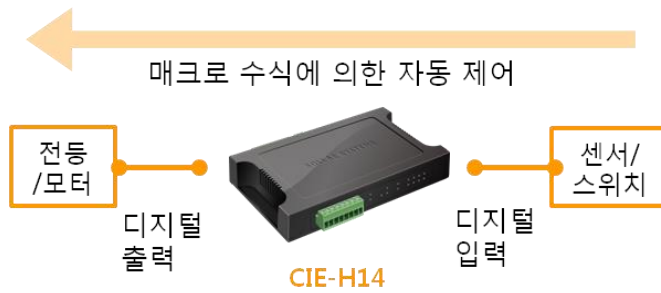 매크로 수식에 의한 자동 제어
전등
/모터
센서/
스위치
디지털
출력
디지털
입력
CIE-H14